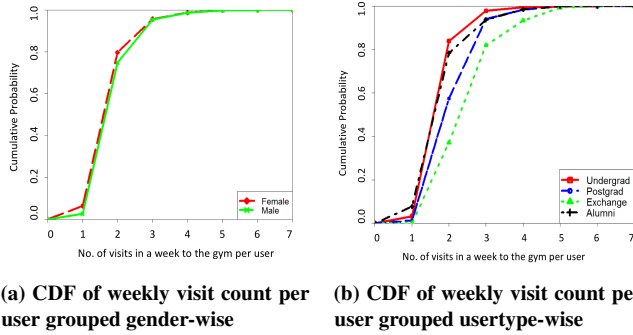 1.0
0.8
0.6
0.4
0.2
0.0
Cumulative Probability
0 1 2 3 4 5 6 7
No. of visits in a week to the gym per user
Female
Male
(a) CDF of weekly visit count per
user grouped gender-wise
1.0
0.8
0.6
0.4
0.2
0.0
Cumulative Probability
0 1 2 3 4 5 6 7
No. of visits in a week to the gym per user
Undergrad
Postgrad
Exchange
Alumni
(b) CDF of weekly visit count pe
user grouped usertype-wise